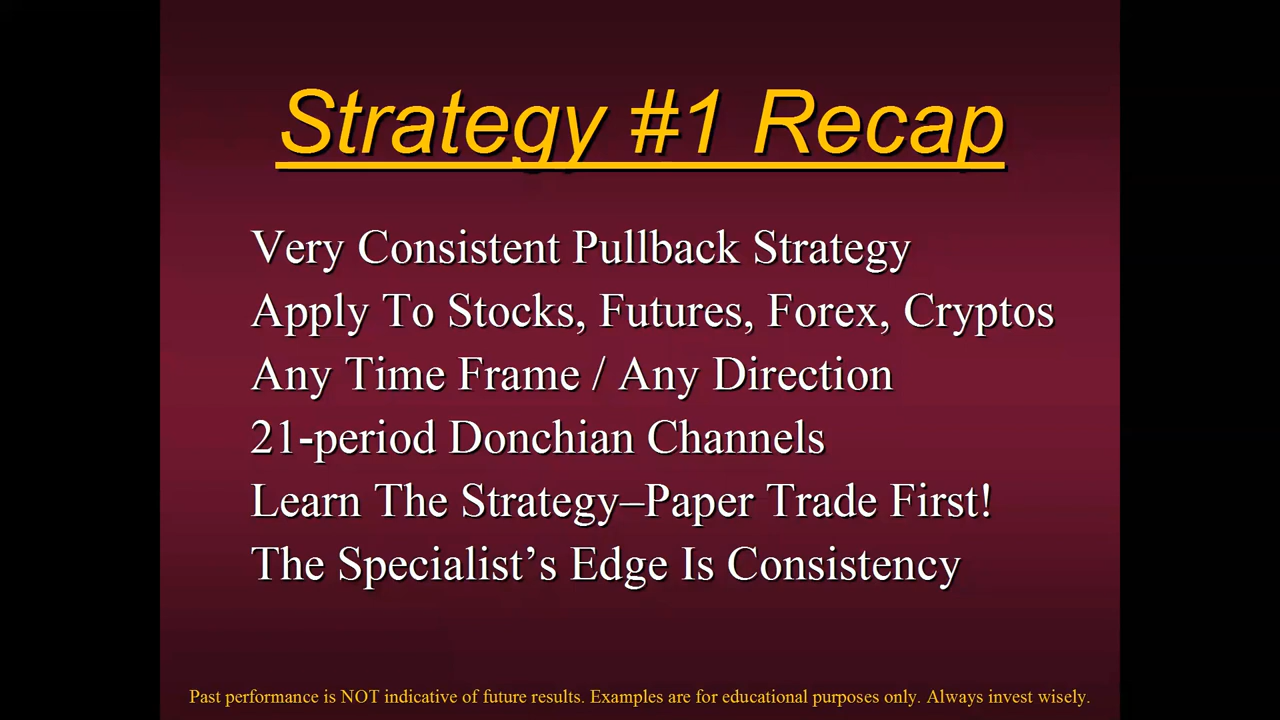 Strategy #1 Recap
Very Consistent Pullback Strategy
Apply To Stocks, Futures, Forex, Cryptos
Any Time Frame / Any Direction
21-period Donchian Channels
Learn The Strategy–Paper Trade First!
The Specialist’s Edge Is Consistency
Past performance is NOT indicative of future results. Examples are for educational purposes only. Always invest wisely.